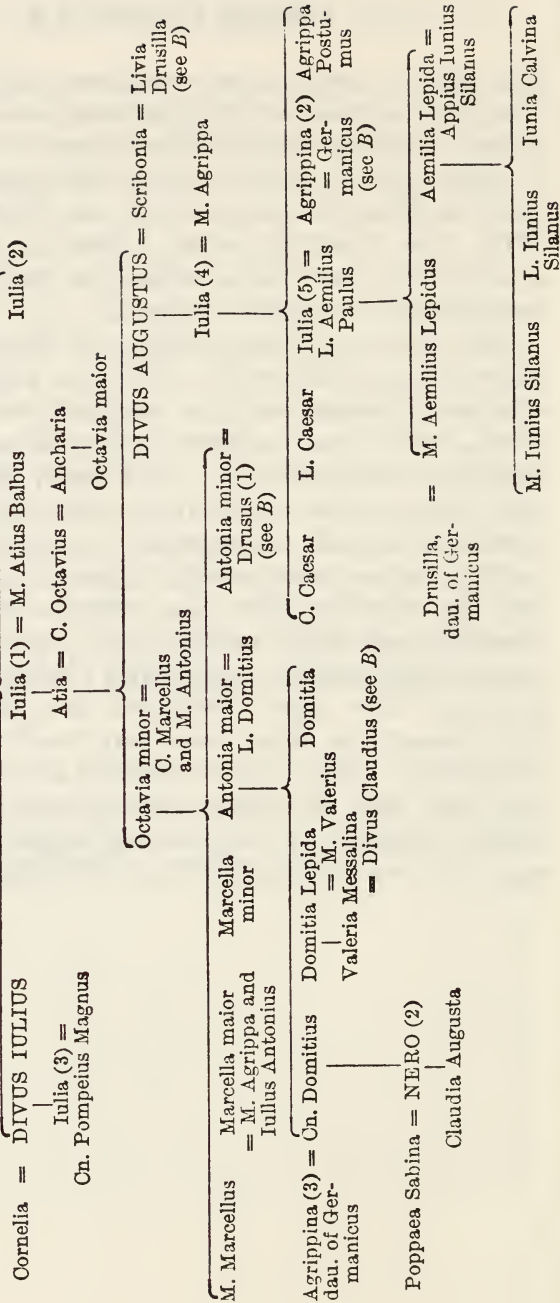 Iulia (2)
Cornelia = DIVUS IULIUS
Iulia (1) = M. Atius Balbus
Iulia (3) =
Cn. Pompeius Magnus
Atia = C. Octavius = Ancharia
Octavia maior
Octavia minor =
C. Marcellus
and M. Antonius
DIVUS AUGUSTUS = Scribonia = Livia
Drusilla
(see B)
Iulia (4) = M. Agrippa
M. Marcellus
Marcella maior
= M. Agrippa and
Iullus Antonius
Marcella
minor
Antonia maior =
L. Domitius
Antonia minor =
Drusus (1)
(see B)
C. Caesar
L. Caesar
Iulia (5) =
L. Aemilius
Paulus
Agrippina (2)
= Ger-
manicus
(see B)
Agrippa
Postu-
mus
Agrippina (3) = Cn. Domitius
dau. of Ger-
manicus
Domitia Lepida
= M. Valerius
Valeria Messalina
= Divus Claudius (see B)
Domitia
Drusilla,
dau. of Ger-
manicus
= M. Aemilius Lepidus
Aemilia Lepida =
Appius Iunius
Silanus
Poppaea Sabina = NERO (2)
Claudia Augusta
M. Iunius Silanus
L. Iunius
Silanus
Iunia Calvina